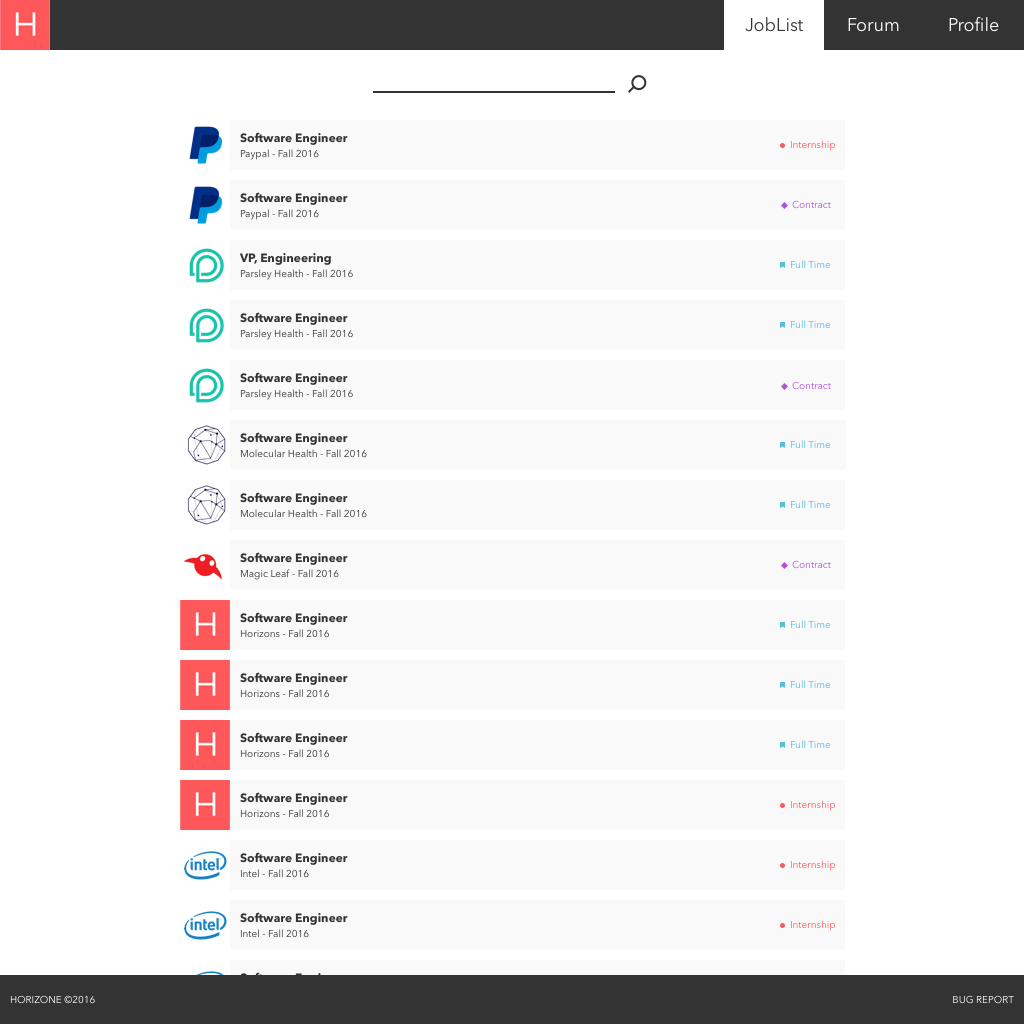 H
JobList
Forum
Profile
Software Engineer
Paypal - Fall 2016
Internship
Software Engineer
Paypal - Fall 2016
Contract
VP, Engineering
Parsley Health - Fall 2016
Full Time
Software Engineer
Parsley Health - Fall 2016
Full Time
Software Engineer
Parsley Health - Fall 2016
Contract
Software Engineer
Molecular Health - Fall 2016
Full Time
Software Engineer
Molecular Health - Fall 2016
Full Time
Software Engineer
Magic Leaf - Fall 2016
Contract
H
Software Engineer
Horizons - Fall 2016
Full Time
H
Software Engineer
Horizons - Fall 2016
Full Time
H
Software Engineer
Horizons - Fall 2016
Full Time
H
Software Engineer
Horizons - Fall 2016
Internship
intel
Software Engineer
Intel - Fall 2016
Internship
intel
Software Engineer
Intel - Fall 2016
Internship
HORIZONE ©2016
BUG REPORT